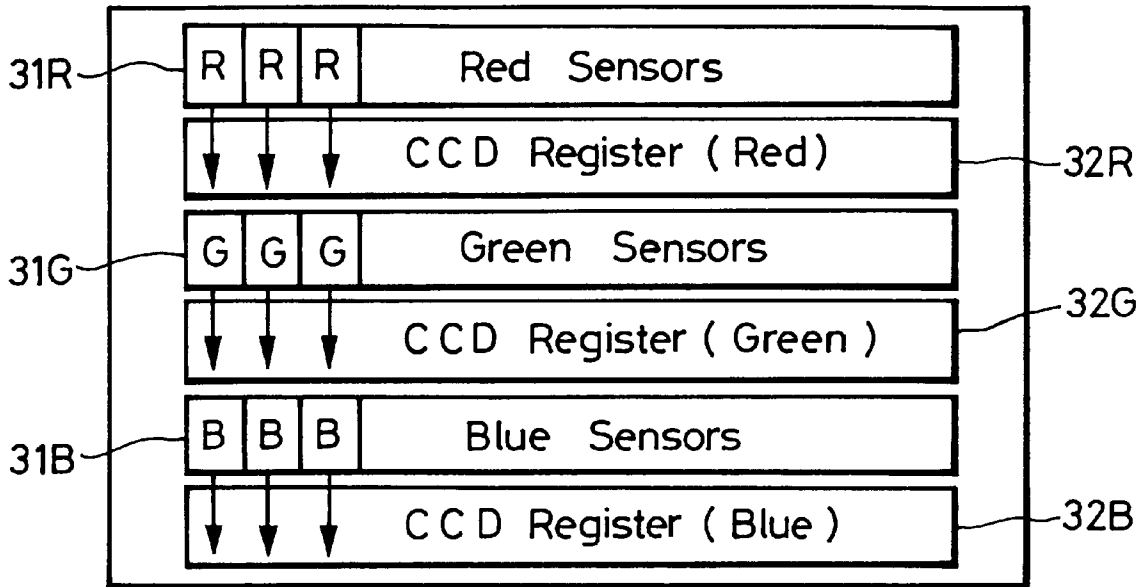 31R R R R Red Sensors
CCD Register (Red) 32R
31G G G G Green Sensors
CCD Register (Green) 32G
31B B B B Blue Sensors
CCD Register (Blue) 32B